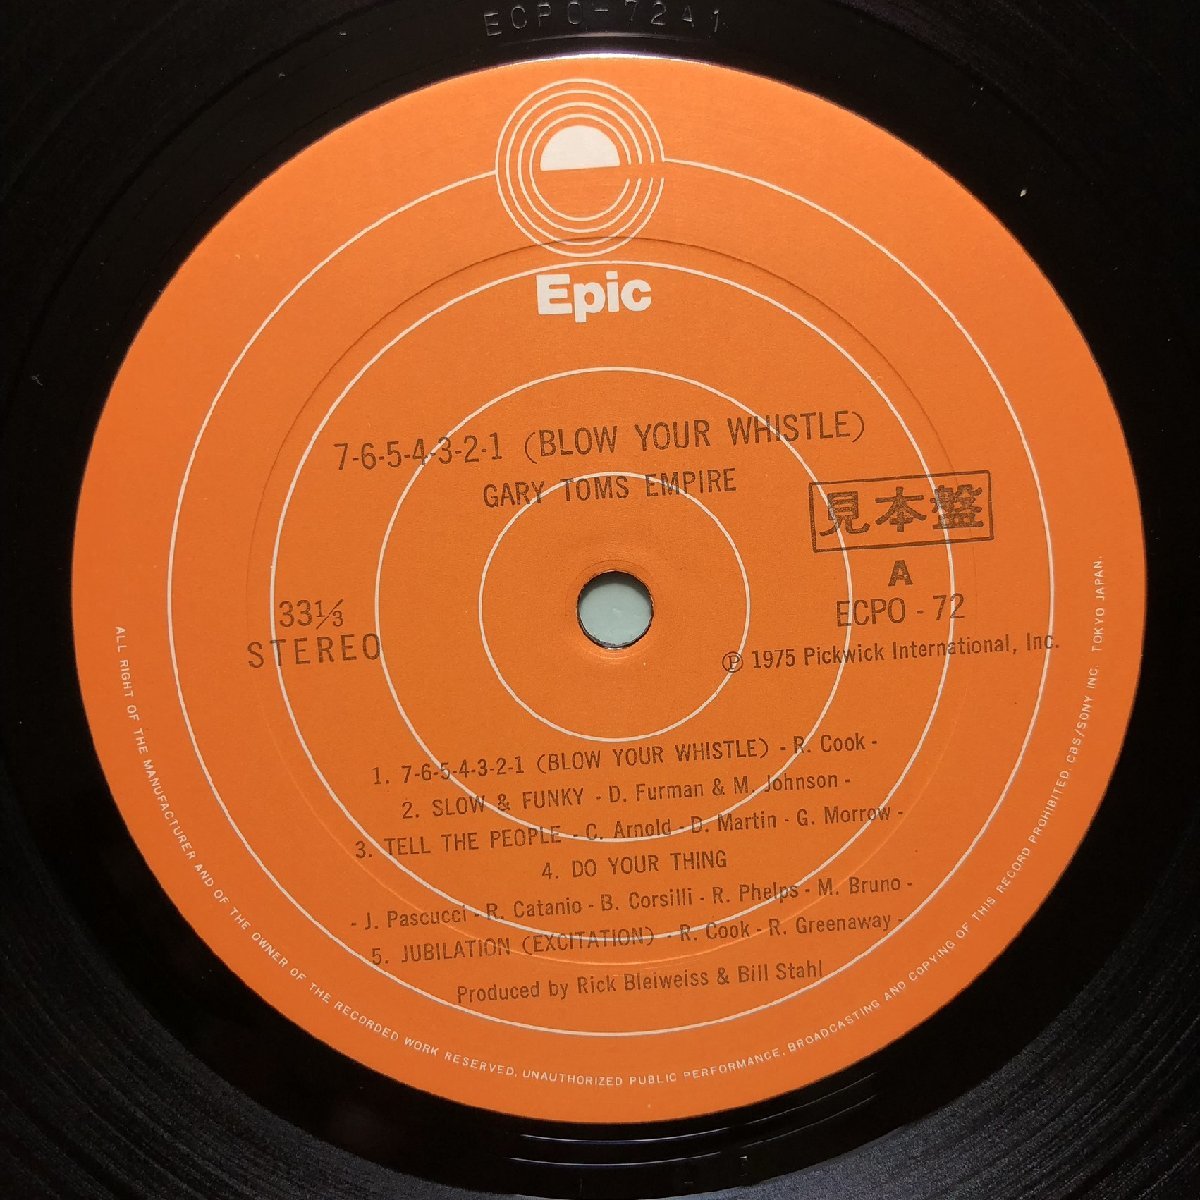 ECPO-72A1
Epic
7-6-5-4-3-2-1 (BLOW YOUR WHISTLE)
GARY TOMS EMPIRE
見本盤
A
33⅓
STEREO
ECPO - 72
Ⓟ 1975 Pickwick International, Inc.
1. 7-6-5-4-3-2-1 (BLOW YOUR WHISTLE) - R. Cook -
2. SLOW & FUNKY - D. Furman & M. Johnson -
3. TELL THE PEOPLE - C. Arnold - D. Martin - G. Morrow -
4. DO YOUR THING
- J. Pascucci - R. Catanio - B. Corsilli - R. Phelps - M. Bruno -
5. JUBILATION (EXCITATION) - R. Cook - R. Greenaway -
Produced by Rick Bleiweiss & Bill Stahl
ALL RIGHT OF THE MANUFACTURER AND OF THE OWNER OF THE RECORDED WORK RESERVED. UNAUTHORIZED PUBLIC PERFORMANCE, BROADCASTING AND COPYING OF THIS RECORD PROHIBITED CBS/SONY INC. TOKYO JAPAN.